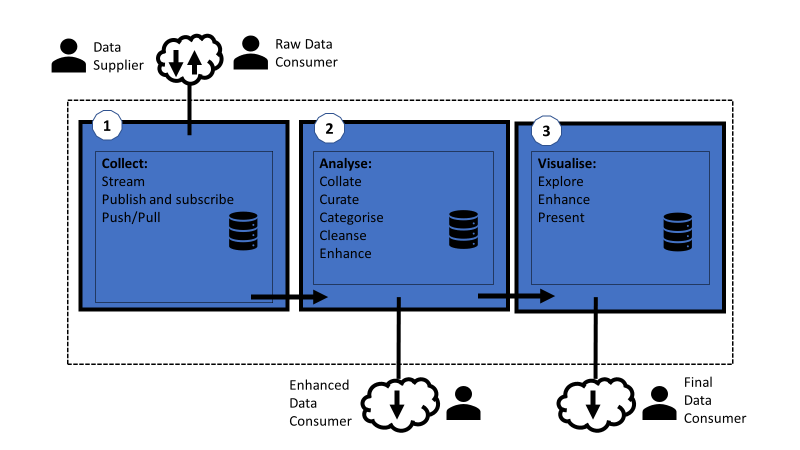 Data
Supplier
Raw Data
Consumer
1
Collect:
Stream
Publish and subscribe
Push/Pull
2
Analyse:
Collate
Curate
Categorise
Cleanse
Enhance
3
Visualise:
Explore
Enhance
Present
Enhanced
Data
Consumer
Final
Data
Consumer